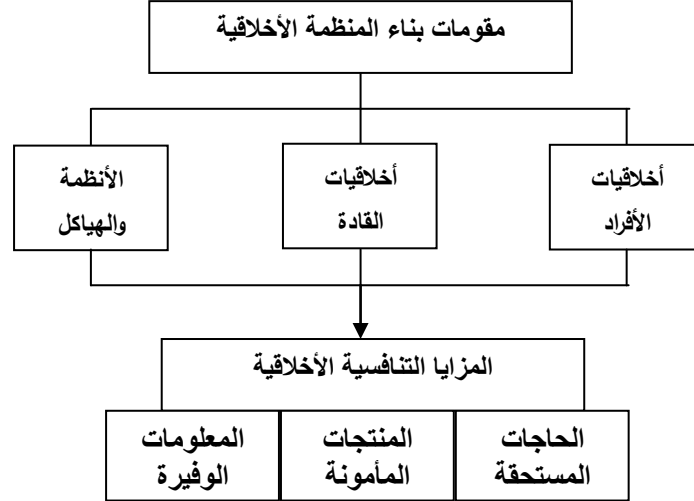 مقومات بناء المنظمة الأخلاقية
أخلاقيات
الأفراد
أخلاقيات
القادة
الأنظمة
والهياكل
المزايا التنافسية الأخلاقية
الحاجات
المستحقة
المنتجات
المأمونة
المعلومات
الوفيرة